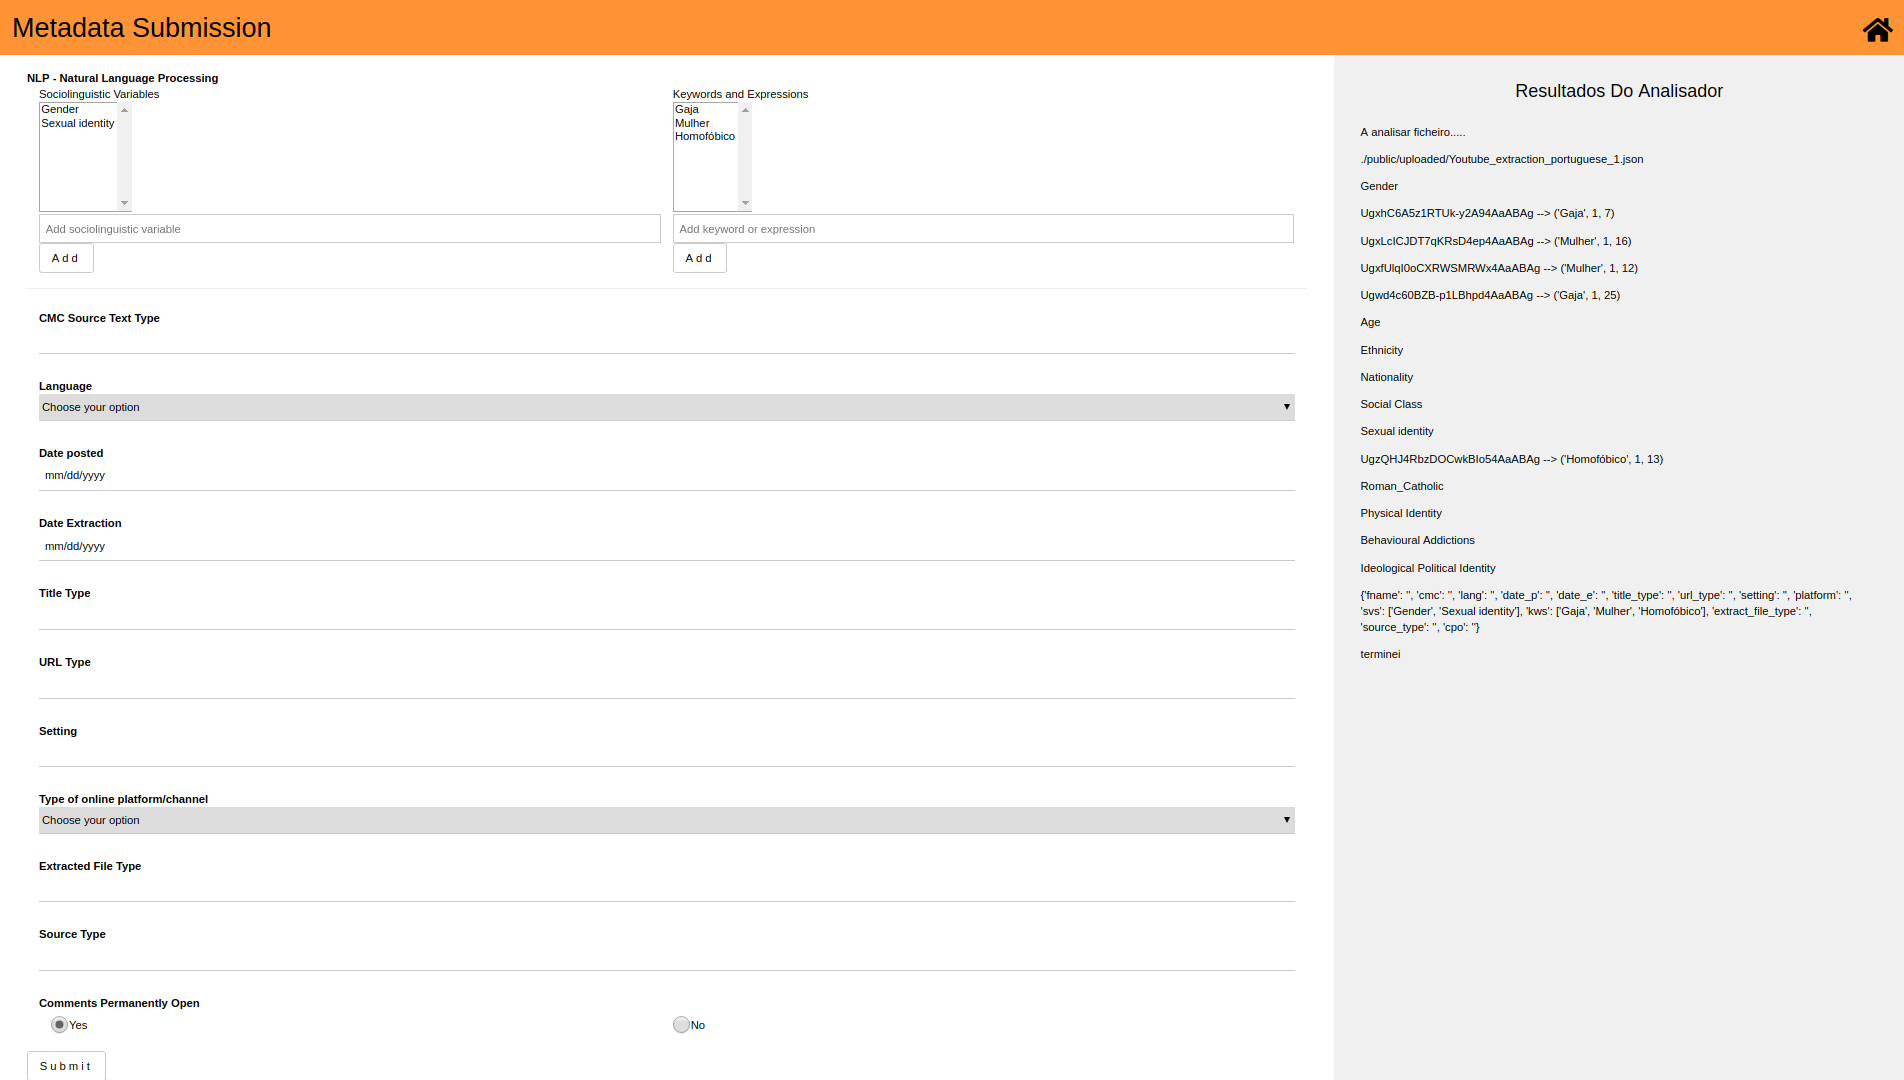 Metadata Submission
NLP - Natural Language Processing
Sociolinguistic Variables
Gender
Sexual identity
Add sociolinguistic variable
Add
Keywords and Expressions
Gaja
Mulher
Homofóbico
Add keyword or expression
Add
CMC Source Text Type
Language
Choose your option
Date posted
mm/dd/yyyy
Date Extraction
mm/dd/yyyy
Title Type
URL Type
Setting
Type of online platform/channel
Choose your option
Extracted File Type
Source Type
Comments Permanently Open
Yes
No
Submit
Resultados Do Analisador
A analisar ficheiro.....
./public/uploaded/Youtube_extraction_portuguese_1.json
Gender
UgxhC6A5z1RTUk-y2A94AaABAg --> ('Gaja', 1, 7)
UgxLcICJDT7qKRsD4ep4AaABAg --> ('Mulher', 1, 16)
UgxfUlqI0oCXRWSMRWx4AaABAg --> ('Mulher', 1, 12)
Ugwd4c60BZB-p1LBhpd4AaABAg --> ('Gaja', 1, 25)
Age
Ethnicity
Nationality
Social Class
Sexual identity
UgzQHJ4RbzDOCwkBIo54AaABAg --> ('Homofóbico', 1, 13)
Roman_Catholic
Physical Identity
Behavioural Addictions
Ideological Political Identity
{'fname': '', 'cmc': '', 'lang': '', 'date_p': '', 'date_e': '', 'title_type': '', 'url_type': '', 'setting': '', 'platform': '',
'svs': ['Gender', 'Sexual identity'], 'kws': ['Gaja', 'Mulher', 'Homofóbico'], 'extract_file_type': '',
'source_type': '', 'cpo': ''}
terminei